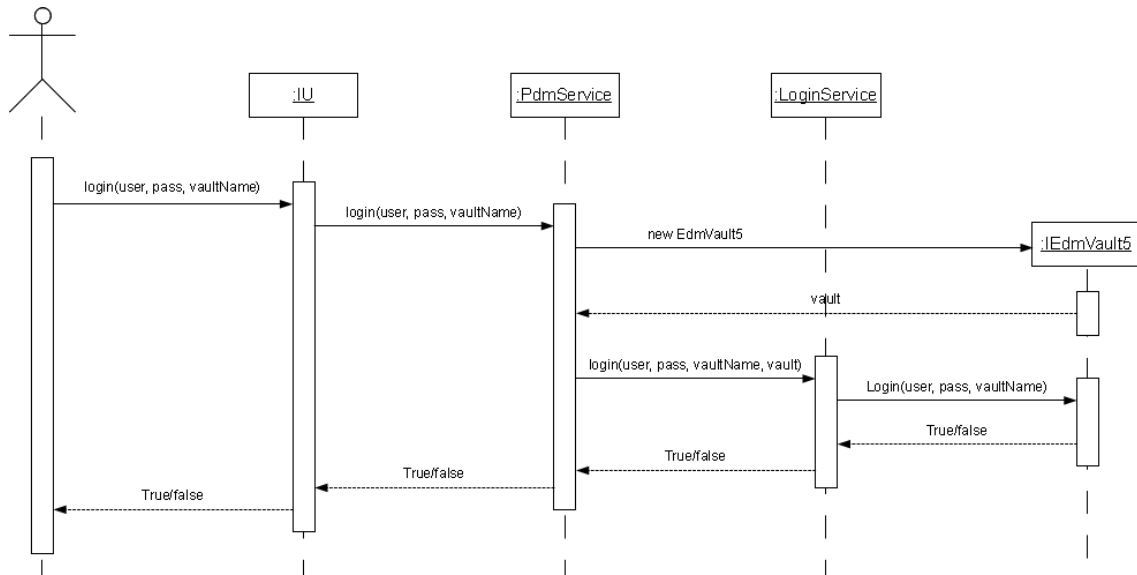 :IU
:PdmService
:LoginService
login(user, pass, vaultName)
login(user, pass, vaultName)
new EdmVault5
:IEdmVault5
vault
login(user, pass, vaultName, vault)
Login(user, pass, vaultName)
True/false
True/false
True/false
True/false